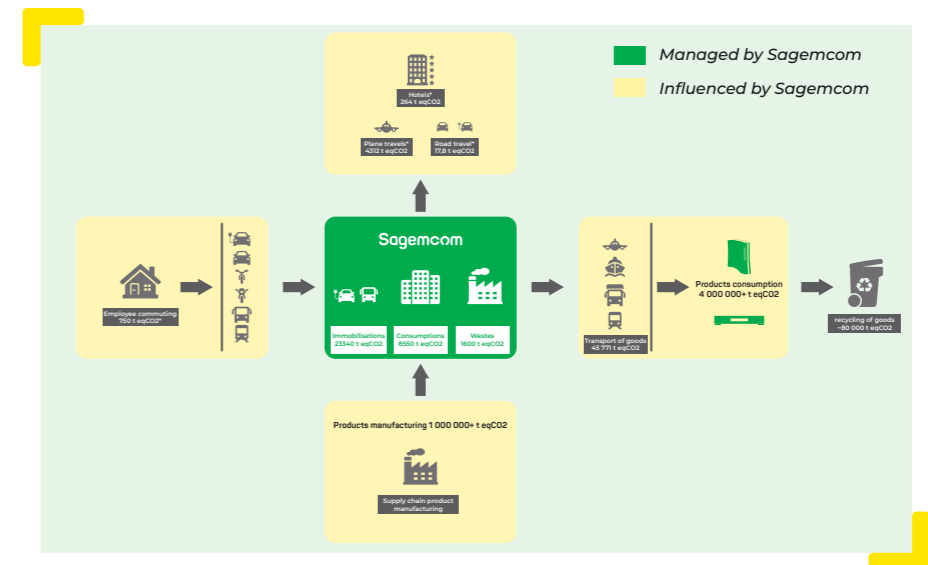 Managed by Sagemcom
Influenced by Sagemcom
Hotels*
264 t eqCO2
Plane travels*
4312 t eqCO2
Road travel*
17,8 t eqCO2
Employee commuting
750 t eqCO2*
Sagemcom
Immobilisations
23340 t eqCO2
Consumptions
8550 t eqCO2
Wastes
1600 t eqCO2
Transport of goods
45 771 t eqCO2
Products consumption
4 000 000+ t eqCO2
recycling of goods
~80 000 t eqCO2
Products manufacturing 1 000 000+ t eqCO2
Supply chain product
manufacturing